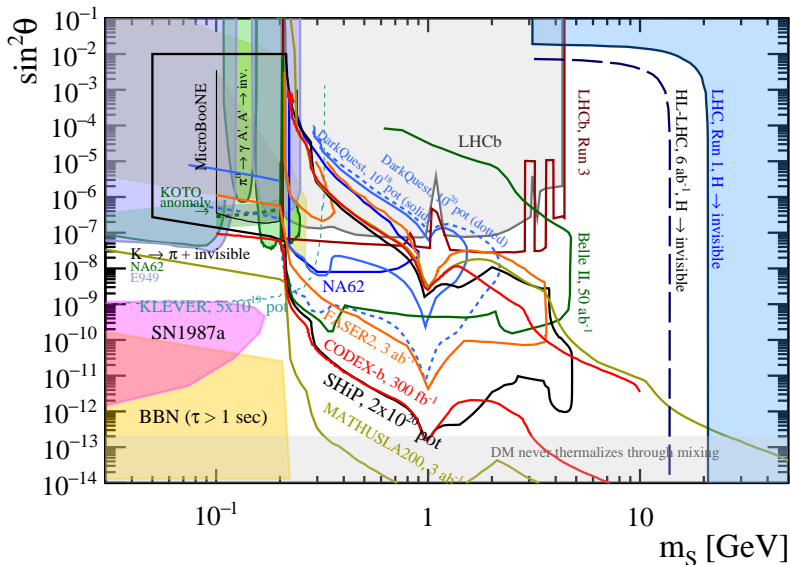 sin²θ
10⁻¹
10⁻²
10⁻³
10⁻⁴
10⁻⁵
10⁻⁶
10⁻⁷
10⁻⁸
10⁻⁹
10⁻¹⁰
10⁻¹¹
10⁻¹²
10⁻¹³
10⁻¹⁴
MicroBooNE
π⁰ → γ A', A' → inv.
KOTO
anomaly
→
K → π + invisible
NA62
E949
KLEVER, 5x10¹⁹ pot
SN1987a
BBN (τ > 1 sec)
DarkQuest, 10¹⁸ pot (solid)
DarkQuest, 10²⁰ pot (dotted)
LHCb
LHCb, Run 3
NA62
Belle II, 50 ab⁻¹
FASER2, 3 ab⁻¹
CODEX-b, 300 fb⁻¹
SHiP, 2x10²⁰ pot
MATHUSLA200, 3 ab⁻¹
HL-LHC, 6 ab⁻¹, H → invisible
LHC, Run 1, H → invisible
DM never thermalizes through mixing
10⁻¹
1
10
m_S [GeV]